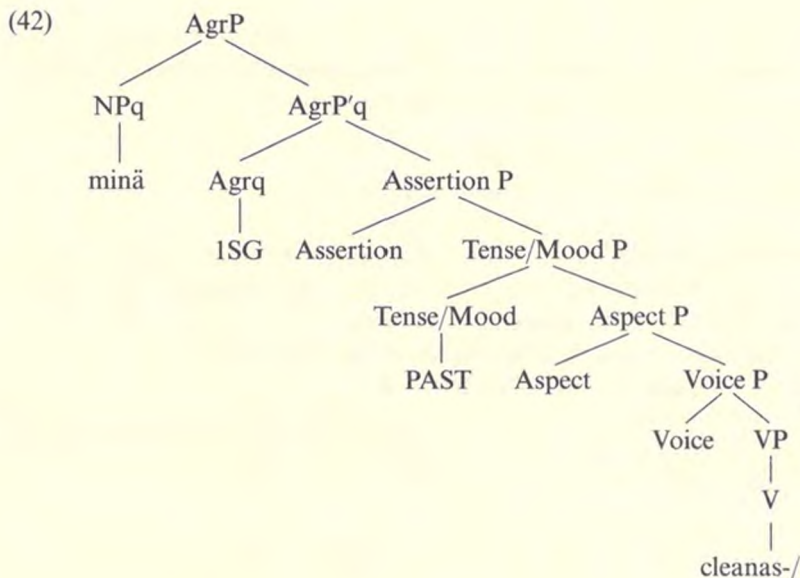 (42) AgrP
NPq AgrP′q
minä Agrq Assertion P
1SG Assertion Tense/Mood P
Tense/Mood Aspect P
PAST Aspect Voice P
Voice VP
V
cleanas-/